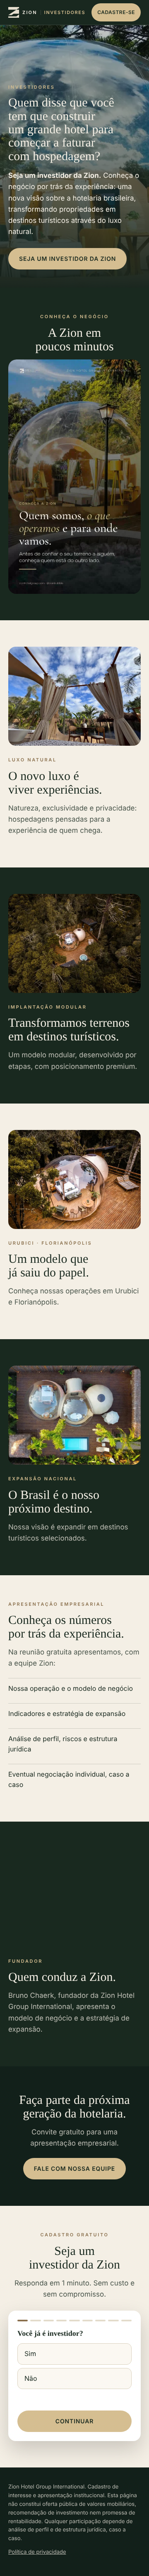 ZION INVESTIDORES
CADASTRE-SE
INVESTIDORES
Quem disse que você
tem que construir
um grande hotel para
começar a faturar
com hospedagem?
Seja um investidor da Zion. Conheça o
negócio por trás da experiência: uma
nova visão sobre a hotelaria brasileira,
transformando propriedades em
destinos turísticos através do luxo
natural.
SEJA UM INVESTIDOR DA ZION
CONHEÇA O NEGÓCIO
A Zion em
poucos minutos
Quem somos, o que
operamos e para onde
vamos.
Antes de confiar o seu terreno a alguém,
conheça quem está do outro lado.
LUXO NATURAL
O novo luxo é
viver experiências.
Natureza, exclusividade e privacidade:
hospedagens pensadas para a
experiência de quem chega.
IMPLANTAÇÃO MODULAR
Transformamos terrenos
em destinos turísticos.
Um modelo modular, desenvolvido por
etapas, com posicionamento premium.
URUBICI · FLORIANÓPOLIS
Um modelo que
já saiu do papel.
Conheça nossas operações em Urubici
e Florianópolis.
EXPANSÃO NACIONAL
O Brasil é o nosso
próximo destino.
Nossa visão é expandir em destinos
turísticos selecionados.
APRESENTAÇÃO EMPRESARIAL
Conheça os números
por trás da experiência.
Na reunião gratuita apresentamos, com
a equipe Zion:
Nossa operação e o modelo de negócio
Indicadores e estratégia de expansão
Análise de perfil, riscos e estrutura
jurídica
Eventual negociação individual, caso a
caso
FUNDADOR
Quem conduz a Zion.
Bruno Chaerk, fundador da Zion Hotel
Group International, apresenta o
modelo de negócio e a estratégia de
expansão.
Faça parte da próxima
geração da hotelaria.
Convite gratuito para uma
apresentação empresarial.
FALE COM NOSSA EQUIPE
CADASTRO GRATUITO
Seja um
investidor da Zion
Responda em 1 minuto. Sem custo e
sem compromisso.
Você já é investidor?
Sim
Não
CONTINUAR
Zion Hotel Group International. Cadastro de
interesse e apresentação institucional. Esta página
não constitui oferta pública de valores mobiliários,
recomendação de investimento nem promessa de
rentabilidade. Qualquer participação depende de
análise de perfil e de estrutura jurídica, caso a
caso.
Política de privacidade